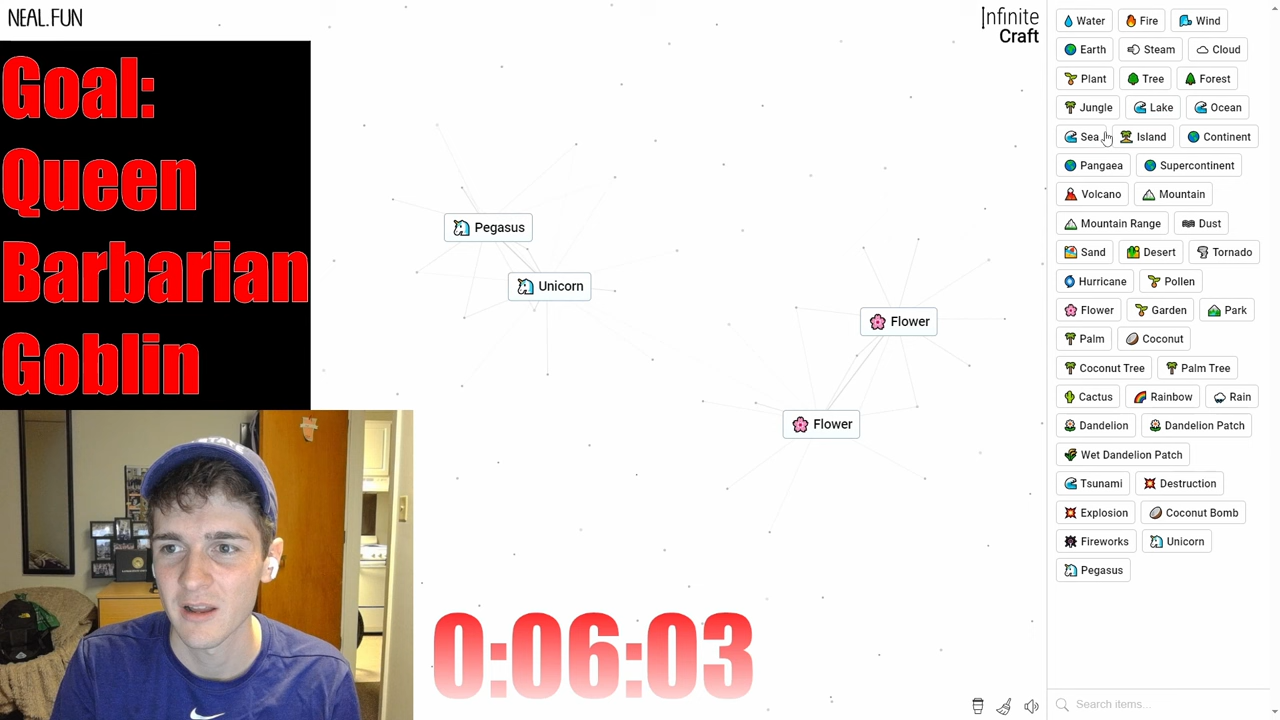 NEAL.FUN
Infinite
Craft
Goal:
Queen
Barbarian
Goblin
Pegasus
Unicorn
Flower
Flower
0:06:03
Water Fire Wind
Earth Steam Cloud
Plant Tree Forest
Jungle Lake Ocean
Sea Island Continent
Pangaea Supercontinent
Volcano Mountain
Mountain Range Dust
Sand Desert Tornado
Hurricane Pollen
Flower Garden Park
Palm Coconut
Coconut Tree Palm Tree
Cactus Rainbow Rain
Dandelion Dandelion Patch
Wet Dandelion Patch
Tsunami Destruction
Explosion Coconut Bomb
Fireworks Unicorn
Pegasus
Search items...